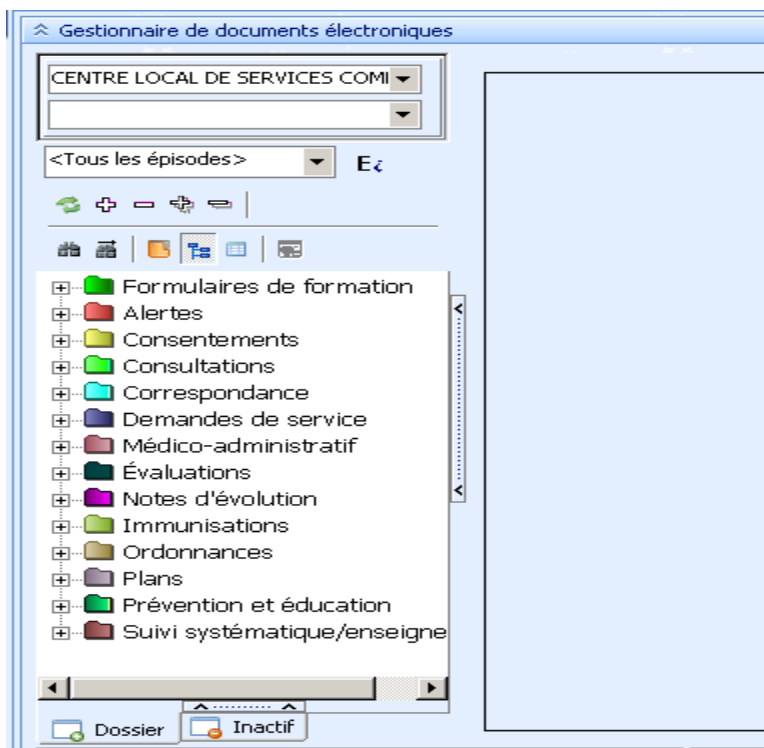 Gestionnaire de documents électroniques
CENTRE LOCAL DE SERVICES COM
<Tous les épisodes>
E
Formulaires de formation
Alertes
Consentements
Consultations
Correspondance
Demandes de service
Médico-administratif
Évaluations
Notes d'évolution
Immunisations
Ordonnances
Plans
Prévention et éducation
Suivi systématique/enseigne
Dossier
Inactif